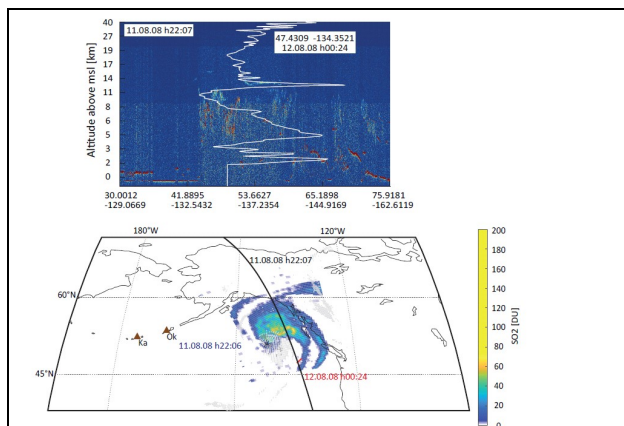 11.08.08 h22:07
47.4309 -134.3521
12.08.08 h00:24
Altitude above msl [km]
40
27
19
17
14
11
8
6
5
3
2
0
30.0012 41.8895 53.6627 65.1898 75.9181
-129.0669 -132.5432 -137.2354 -144.9169 -162.6119
180°W 120°W
11.08.08 h22:07
60°N
45°N
Ka
Ok
11.08.08 h22:06
12.08.08 h00:24
200
180
160
140
120
100
80
60
40
20
0
SO2 [DU]